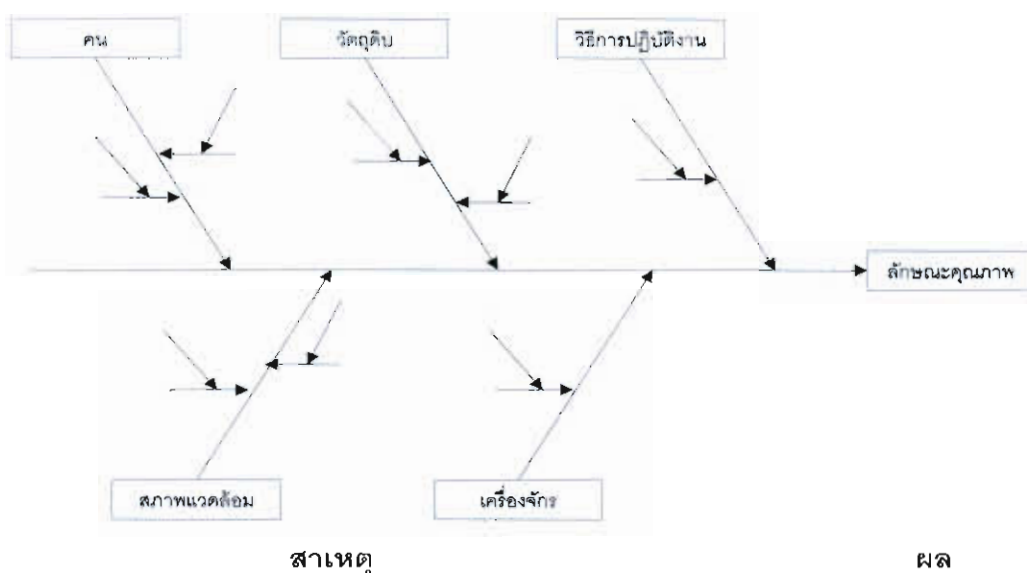 คน
วัตถุดิบ
วิธีการปฏิบัติงาน
ลักษณะคุณภาพ
สภาพแวดล้อม
เครื่องจักร
สาเหตุ
ผล